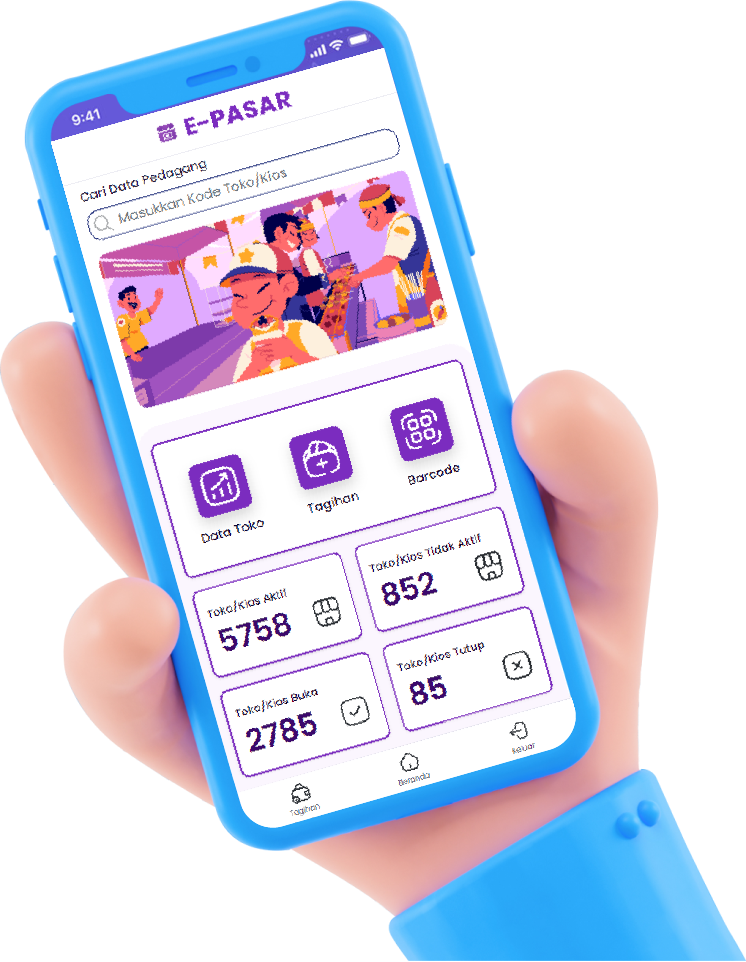 9:41
E-PASAR
Cari Data Pedagang
Masukkan Kode Toko/Kios
Data Toko
Tagihan
Barcode
Toko/Kios Aktif
5758
Toko/Kios Tidak Aktif
852
Toko/Kios Buka
2785
Toko/Kios Tutup
85
Tagihan
Beranda
Keluar